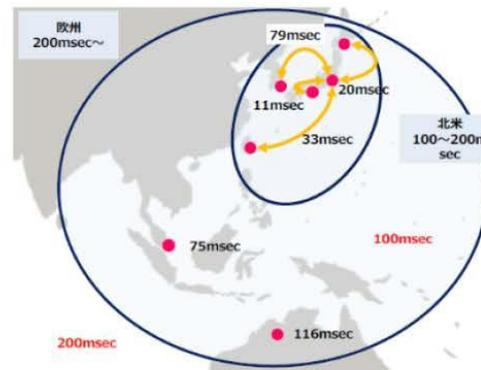 欧州
200msec～
79msec
11msec
20msec
33msec
北米
100～200m
sec
75msec
100msec
200msec
116msec